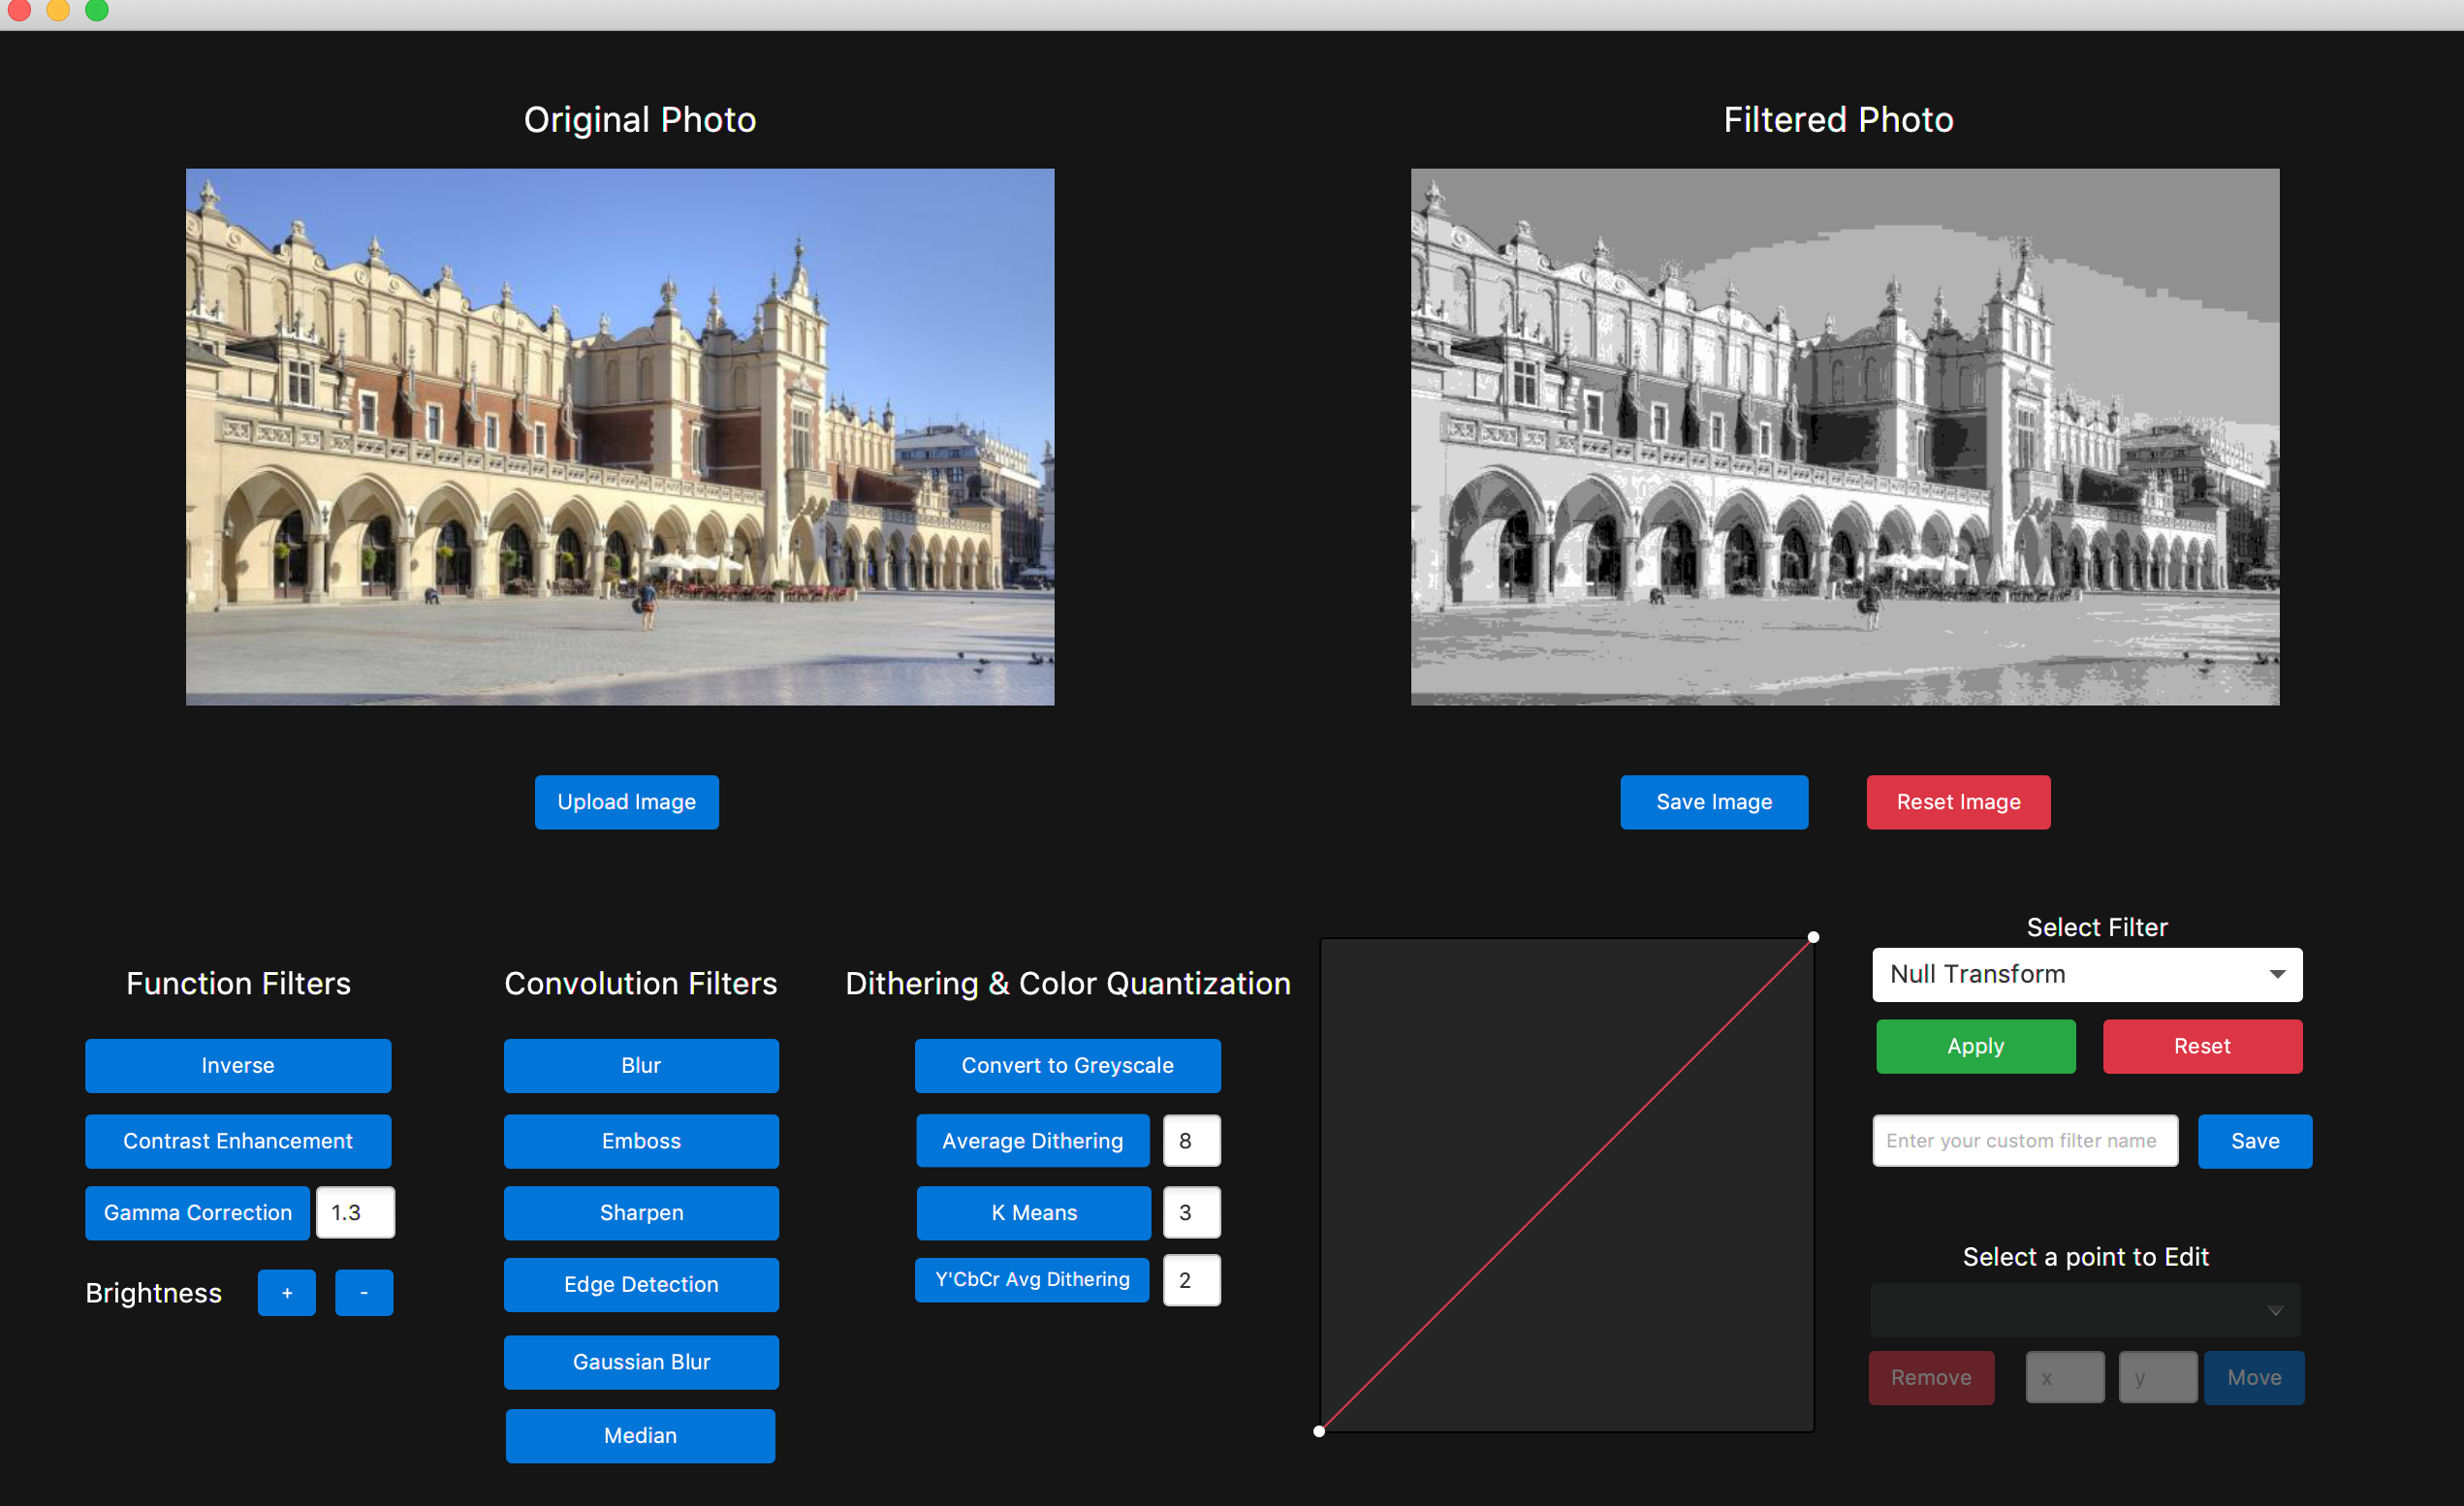 Original Photo
Filtered Photo
Upload Image
Save Image
Reset Image
Function Filters
Inverse
Contrast Enhancement
Gamma Correction 1.3
Brightness + -
Convolution Filters
Blur
Emboss
Sharpen
Edge Detection
Gaussian Blur
Median
Dithering & Color Quantization
Convert to Greyscale
Average Dithering 8
K Means 3
Y'CbCr Avg Dithering 2
Select Filter
Null Transform
Apply Reset
Enter your custom filter name Save
Select a point to Edit
Remove x y Move